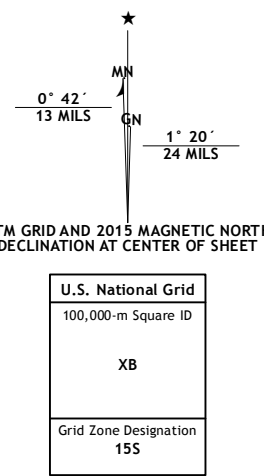 MN
0° 42´
13 MILS
GN
1° 20´
24 MILS
TM GRID AND 2015 MAGNETIC NORTH
DECLINATION AT CENTER OF SHEET
U.S. National Grid
100,000-m Square ID
XB
Grid Zone Designation
15S